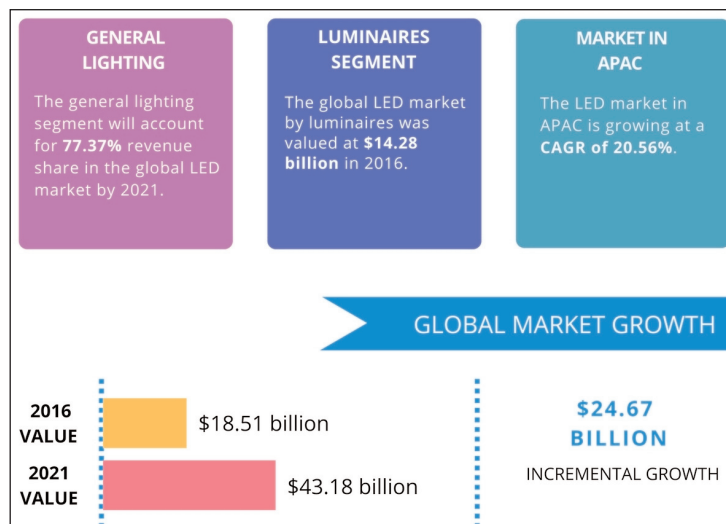 GENERAL
LIGHTING
The general lighting
segment will account
for 77.37% revenue
share in the global LED
market by 2021.
LUMINAIRES
SEGMENT
The global LED market
by luminaires was
valued at $14.28
billion in 2016.
MARKET IN
APAC
The LED market in
APAC is growing at a
CAGR of 20.56%.
GLOBAL MARKET GROWTH
2016
VALUE
$18.51 billion
2021
VALUE
$43.18 billion
$24.67
BILLION
INCREMENTAL GROWTH